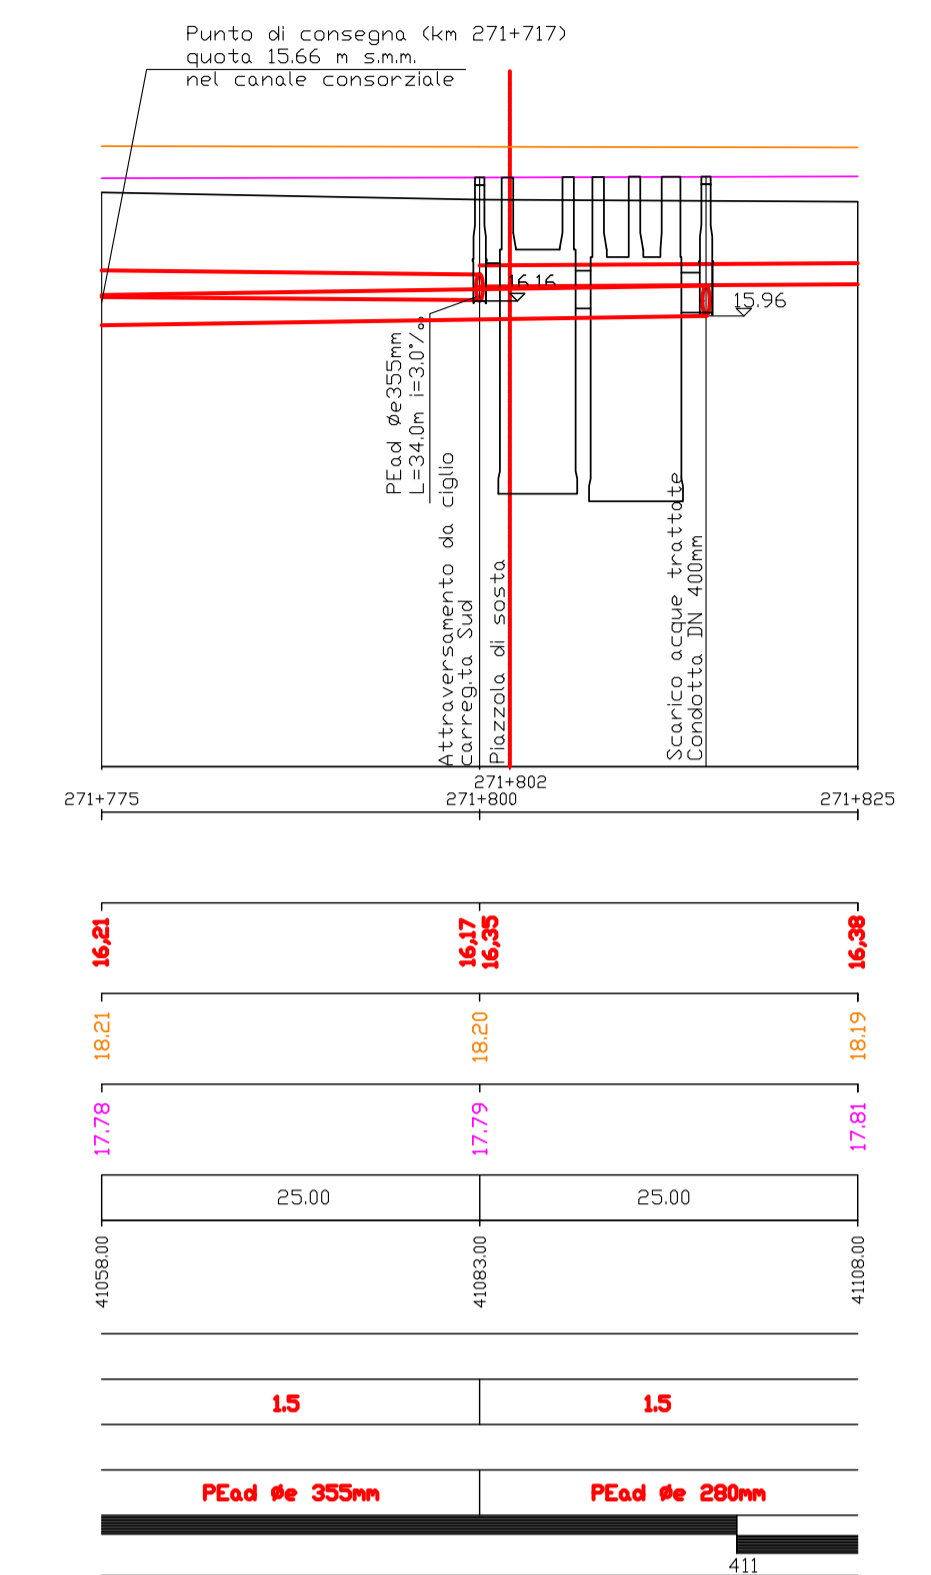 Punto di consegna (km 271+717)
quota 15.66 m s.m.m.
nel canale consorziale
16.16
15.96
PEad Øe355mm
L=34.0m i=3.0°/°°
Attraversamento da ciglio
carreg.ta Sud
Piazzola di sosta
Scarico acque trattate
Condotta DN 400mm
271+802
271+775
271+800
271+825
16,21
16,17
16,35
16,38
18.21
18.20
18.19
17.78
17.79
17.81
25.00
25.00
41058.00
41083.00
41108.00
1.5
1.5
PEad Øe 355mm
PEad Øe 280mm
411